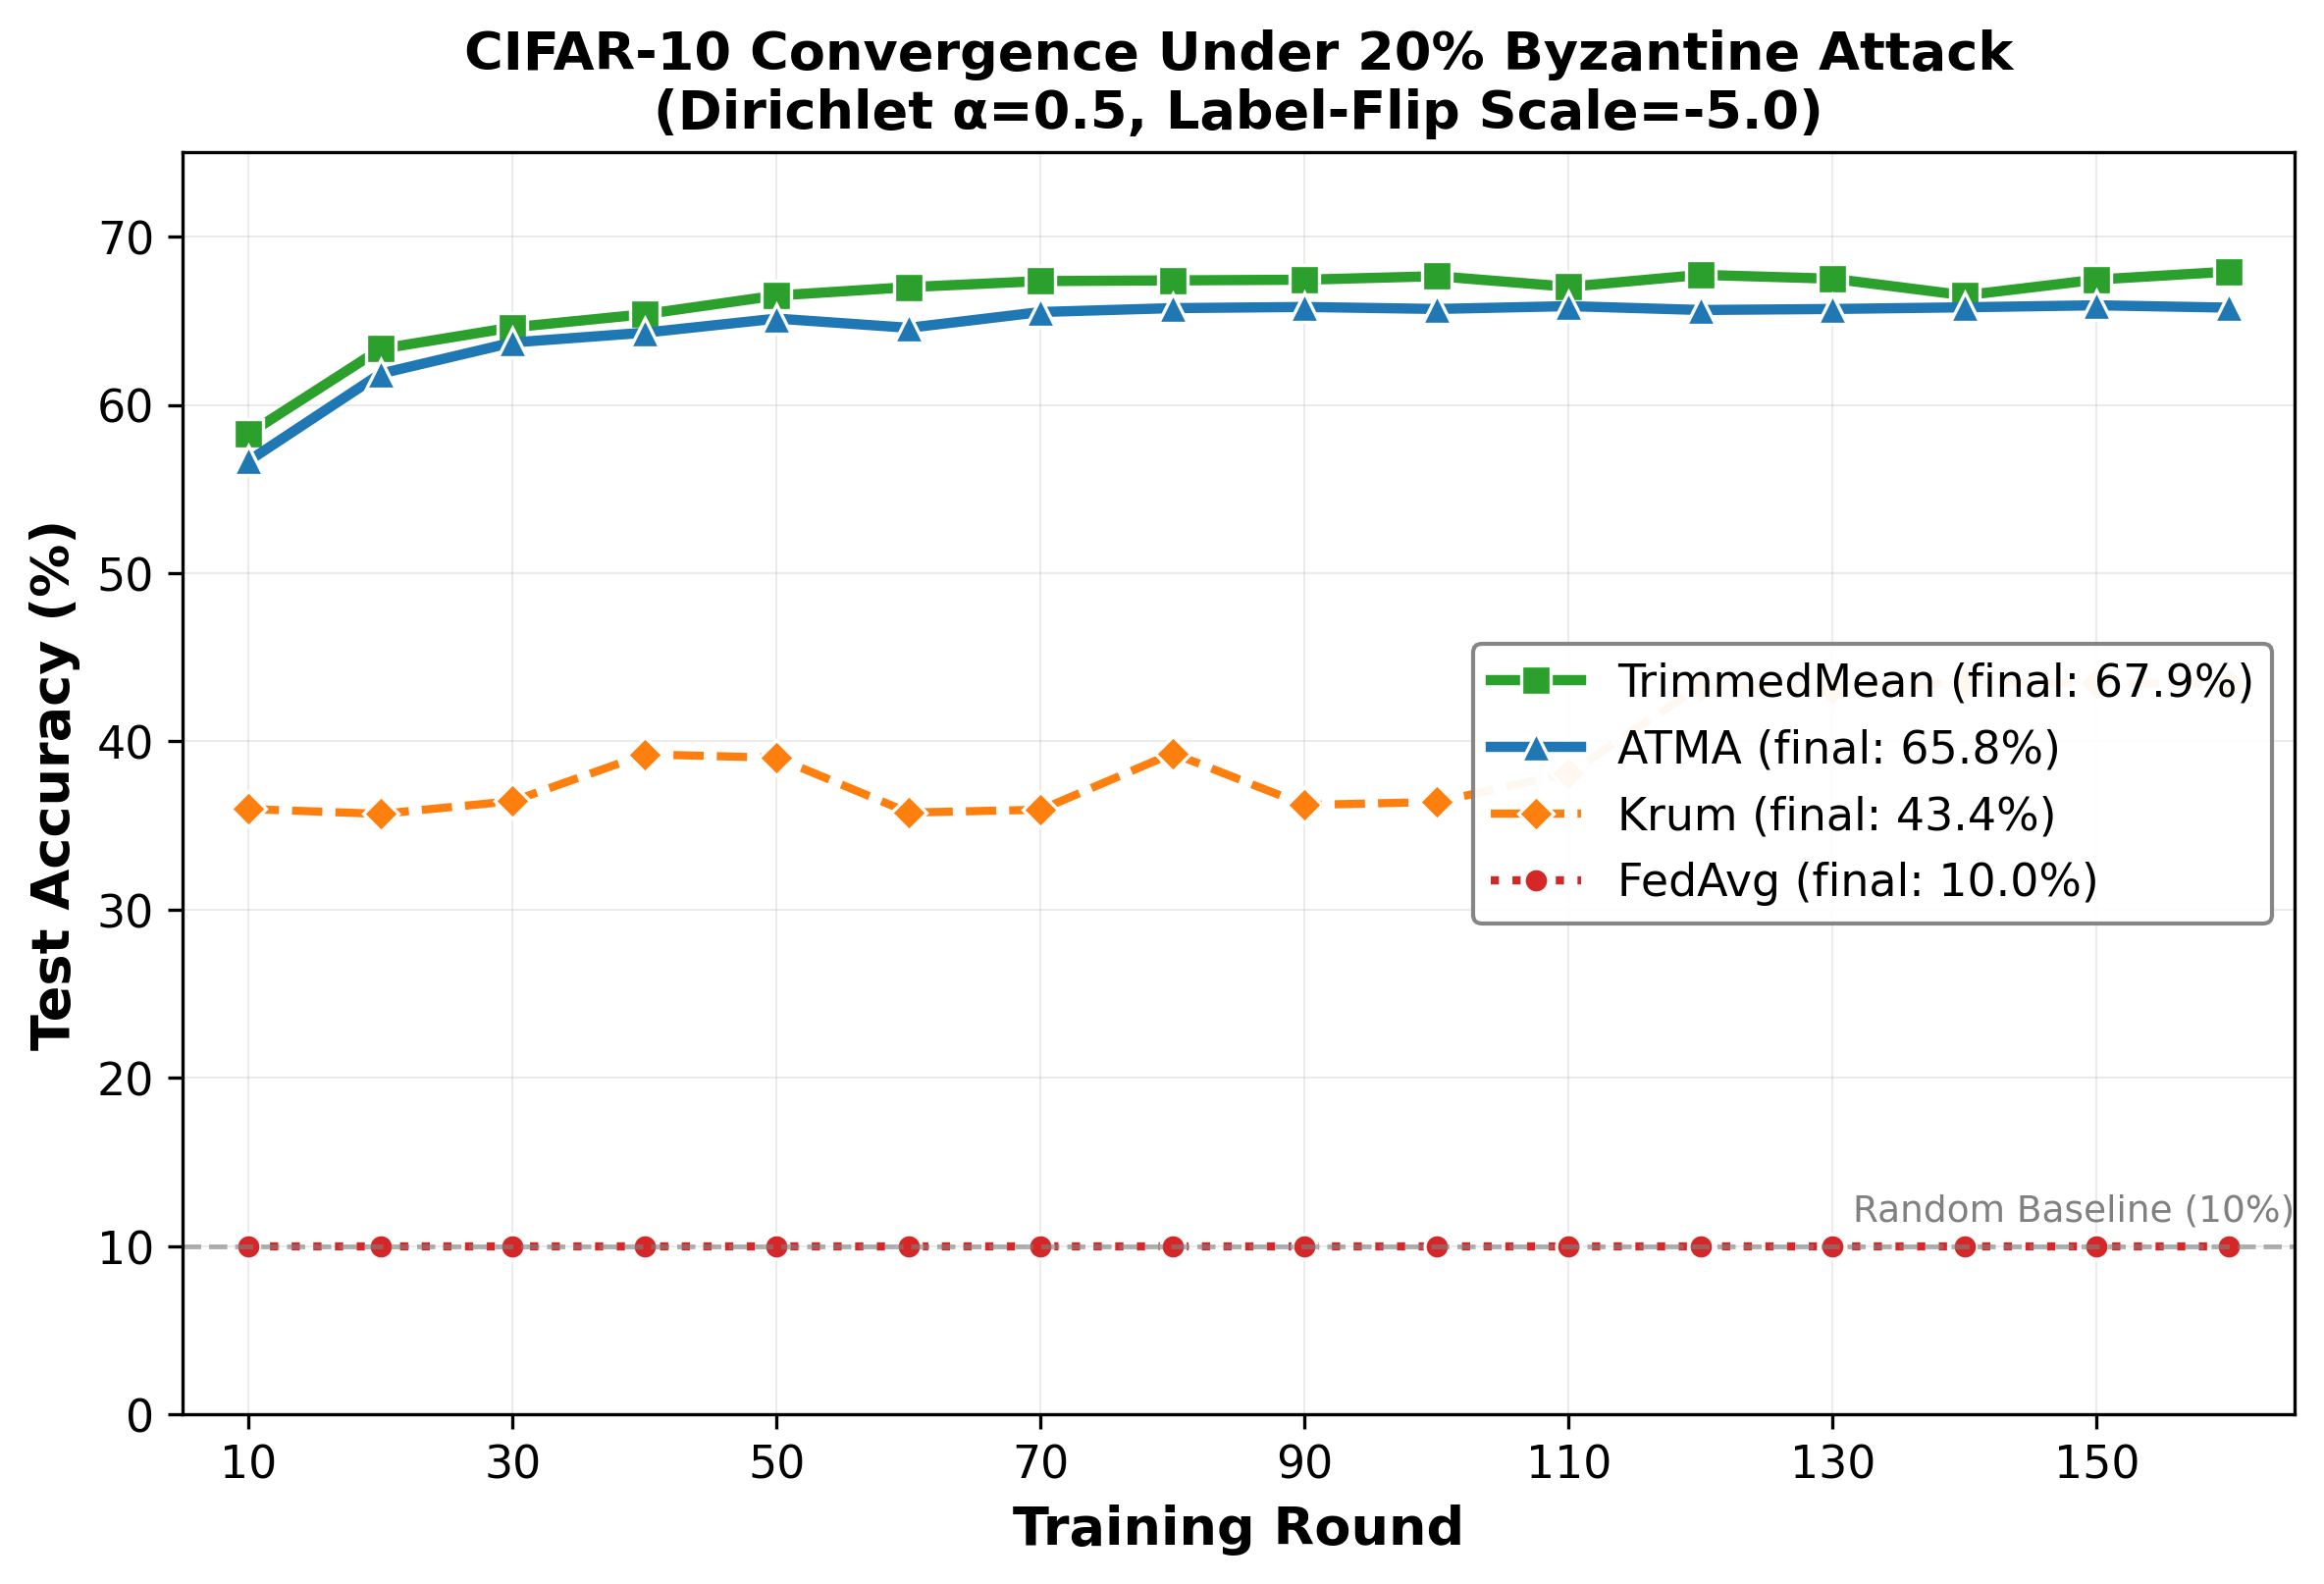 CIFAR-10 Convergence Under 20% Byzantine Attack
(Dirichlet α=0.5, Label-Flip Scale=-5.0)
Test Accuracy (%)
70
60
50
40
30
20
10
0
TrimmedMean (final: 67.9%)
ATMA (final: 65.8%)
Krum (final: 43.4%)
FedAvg (final: 10.0%)
Random Baseline (10%)
10 30 50 70 90 110 130 150
Training Round